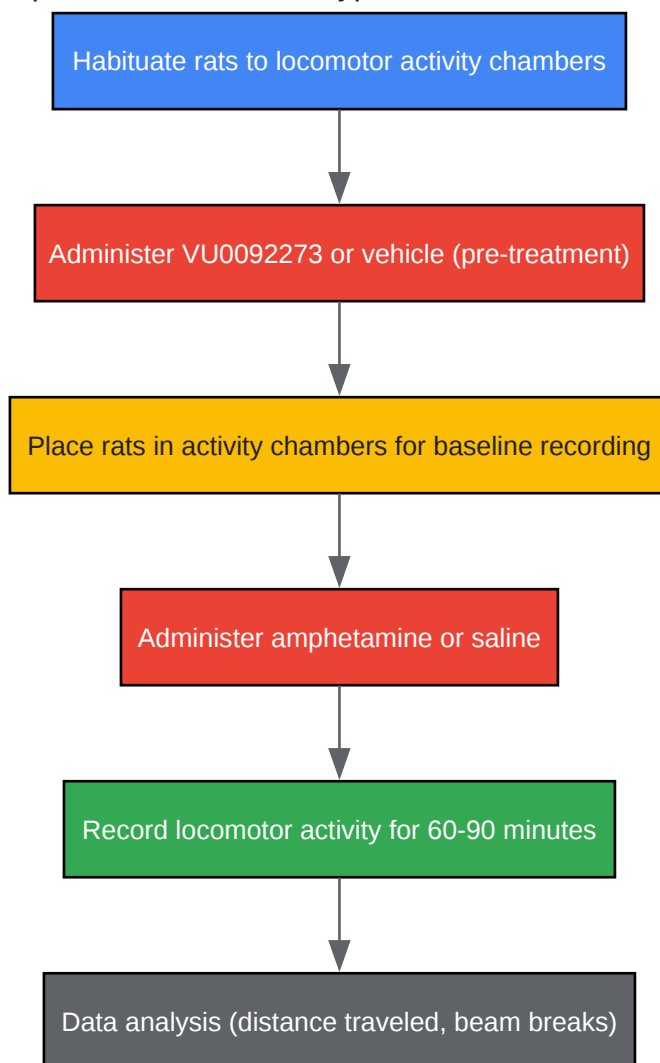 Habituate rats to locomotor activity chambers
Administer VU0092273 or vehicle (pre-treatment)
Place rats in activity chambers for baseline recording
Administer amphetamine or saline
Record locomotor activity for 60-90 minutes
Data analysis (distance traveled, beam breaks)